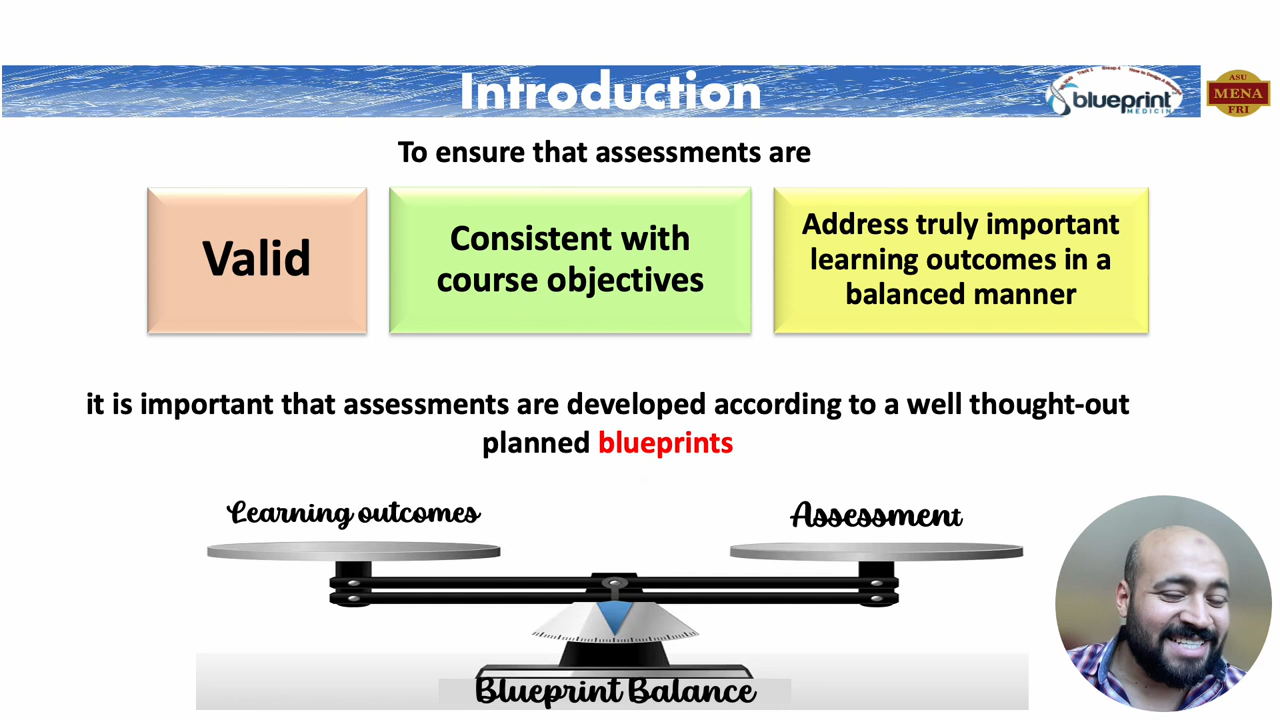 Introduction
blueprint
MEDICIN
ASU
MENA
FRI
To ensure that assessments are
Valid
Consistent with
course objectives
Address truly important
learning outcomes in a
balanced manner
it is important that assessments are developed according to a well thought-out
planned blueprints
Learning outcomes
Assessment
Blueprint Balance